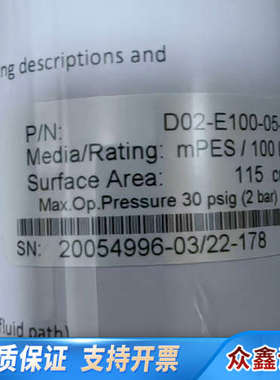 ng descriptions and
P/N: D02-E100-05-
Media/Rating: mPES / 100
Surface Area: 115 c
Max.Op.Pressure 30 psig (2 bar)
SN: 20054996-03/22-178
fluid path)
质保证 支持开票 众鑫